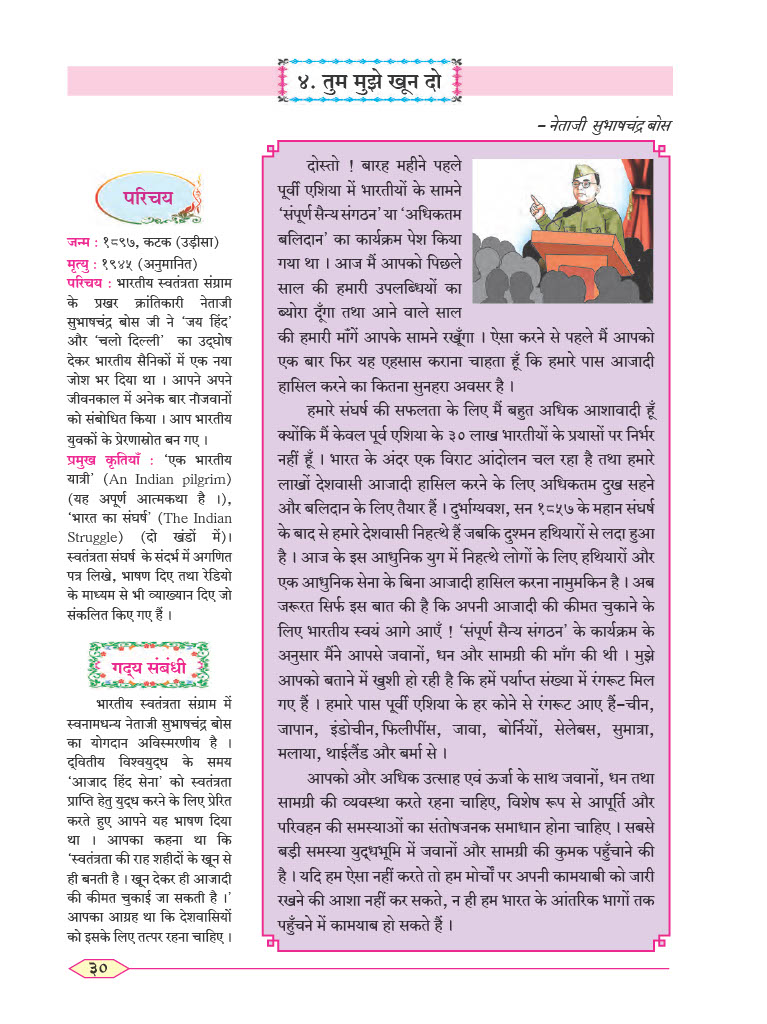 ४. तुम मुझे खून दो
– नेताजी सुभाषचंद्र बोस
परिचय
जन्म : १८९७, कटक (उड़ीसा)
मृत्यु : १९४५ (अनुमानित)
परिचय : भारतीय स्वतंत्रता संग्राम
के प्रखर क्रांतिकारी नेताजी
सुभाषचंद्र बोस जी ने ‘जय हिंद’
और ‘चलो दिल्ली’ का उद्घोष
देकर भारतीय सैनिकों में एक नया
जोश भर दिया था । आपने अपने
जीवनकाल में अनेक बार नौजवानों
को संबोधित किया । आप भारतीय
युवकों के प्रेरणास्रोत बन गए ।
प्रमुख कृतियाँ : ‘एक भारतीय
यात्री’ (An Indian pilgrim)
(यह अपूर्ण आत्मकथा है ।),
‘भारत का संघर्ष’ (The Indian
Struggle) (दो खंडों में)।
स्वतंत्रता संघर्ष के संदर्भ में अगणित
पत्र लिखे, भाषण दिए तथा रेडियो
के माध्यम से भी व्याख्यान दिए जो
संकलित किए गए हैं ।
गद्य संबंधी
भारतीय स्वतंत्रता संग्राम में
स्वनामधन्य नेताजी सुभाषचंद्र बोस
का योगदान अविस्मरणीय है ।
द्वितीय विश्वयुद्ध के समय
‘आजाद हिंद सेना’ को स्वतंत्रता
प्राप्ति हेतु युद्ध करने के लिए प्रेरित
करते हुए आपने यह भाषण दिया
था । आपका कहना था कि
‘स्वतंत्रता की राह शहीदों के खून से
ही बनती है । खून देकर ही आजादी
की कीमत चुकाई जा सकती है ।’
आपका आग्रह था कि देशवासियों
को इसके लिए तत्पर रहना चाहिए ।
दोस्तो ! बारह महीने पहले
पूर्वी एशिया में भारतीयों के सामने
‘संपूर्ण सैन्य संगठन’ या ‘अधिकतम
बलिदान’ का कार्यक्रम पेश किया
गया था । आज मैं आपको पिछले
साल की हमारी उपलब्धियों का
ब्योरा दूँगा तथा आने वाले साल
की हमारी माँगें आपके सामने रखूँगा । ऐसा करने से पहले मैं आपको
एक बार फिर यह एहसास कराना चाहता हूँ कि हमारे पास आजादी
हासिल करने का कितना सुनहरा अवसर है ।
हमारे संघर्ष की सफलता के लिए मैं बहुत अधिक आशावादी हूँ
क्योंकि मैं केवल पूर्व एशिया के ३० लाख भारतीयों के प्रयासों पर निर्भर
नहीं हूँ । भारत के अंदर एक विराट आंदोलन चल रहा है तथा हमारे
लाखों देशवासी आजादी हासिल करने के लिए अधिकतम दुख सहने
और बलिदान के लिए तैयार हैं । दुर्भाग्यवश, सन १८५७ के महान संघर्ष
के बाद से हमारे देशवासी निहत्थे हैं जबकि दुश्मन हथियारों से लदा हुआ
है । आज के इस आधुनिक युग में निहत्थे लोगों के लिए हथियारों और
एक आधुनिक सेना के बिना आजादी हासिल करना नामुमकिन है । अब
जरूरत सिर्फ इस बात की है कि अपनी आजादी की कीमत चुकाने के
लिए भारतीय स्वयं आगे आएँ ! ‘संपूर्ण सैन्य संगठन’ के कार्यक्रम के
अनुसार मैंने आपसे जवानों, धन और सामग्री की माँग की थी । मुझे
आपको बताने में खुशी हो रही है कि हमें पर्याप्त संख्या में रंगरूट मिल
गए हैं । हमारे पास पूर्वी एशिया के हर कोने से रंगरूट आए हैं–चीन,
जापान, इंडोचीन, फिलीपींस, जावा, बोर्नियों, सेलेबस, सुमात्रा,
मलाया, थाईलैंड और बर्मा से ।
आपको और अधिक उत्साह एवं ऊर्जा के साथ जवानों, धन तथा
सामग्री की व्यवस्था करते रहना चाहिए, विशेष रूप से आपूर्ति और
परिवहन की समस्याओं का संतोषजनक समाधान होना चाहिए । सबसे
बड़ी समस्या युद्धभूमि में जवानों और सामग्री की कुमक पहुँचाने की
है । यदि हम ऐसा नहीं करते तो हम मोर्चों पर अपनी कामयाबी को जारी
रखने की आशा नहीं कर सकते, न ही हम भारत के आंतरिक भागों तक
पहुँचने में कामयाब हो सकते हैं ।
३०